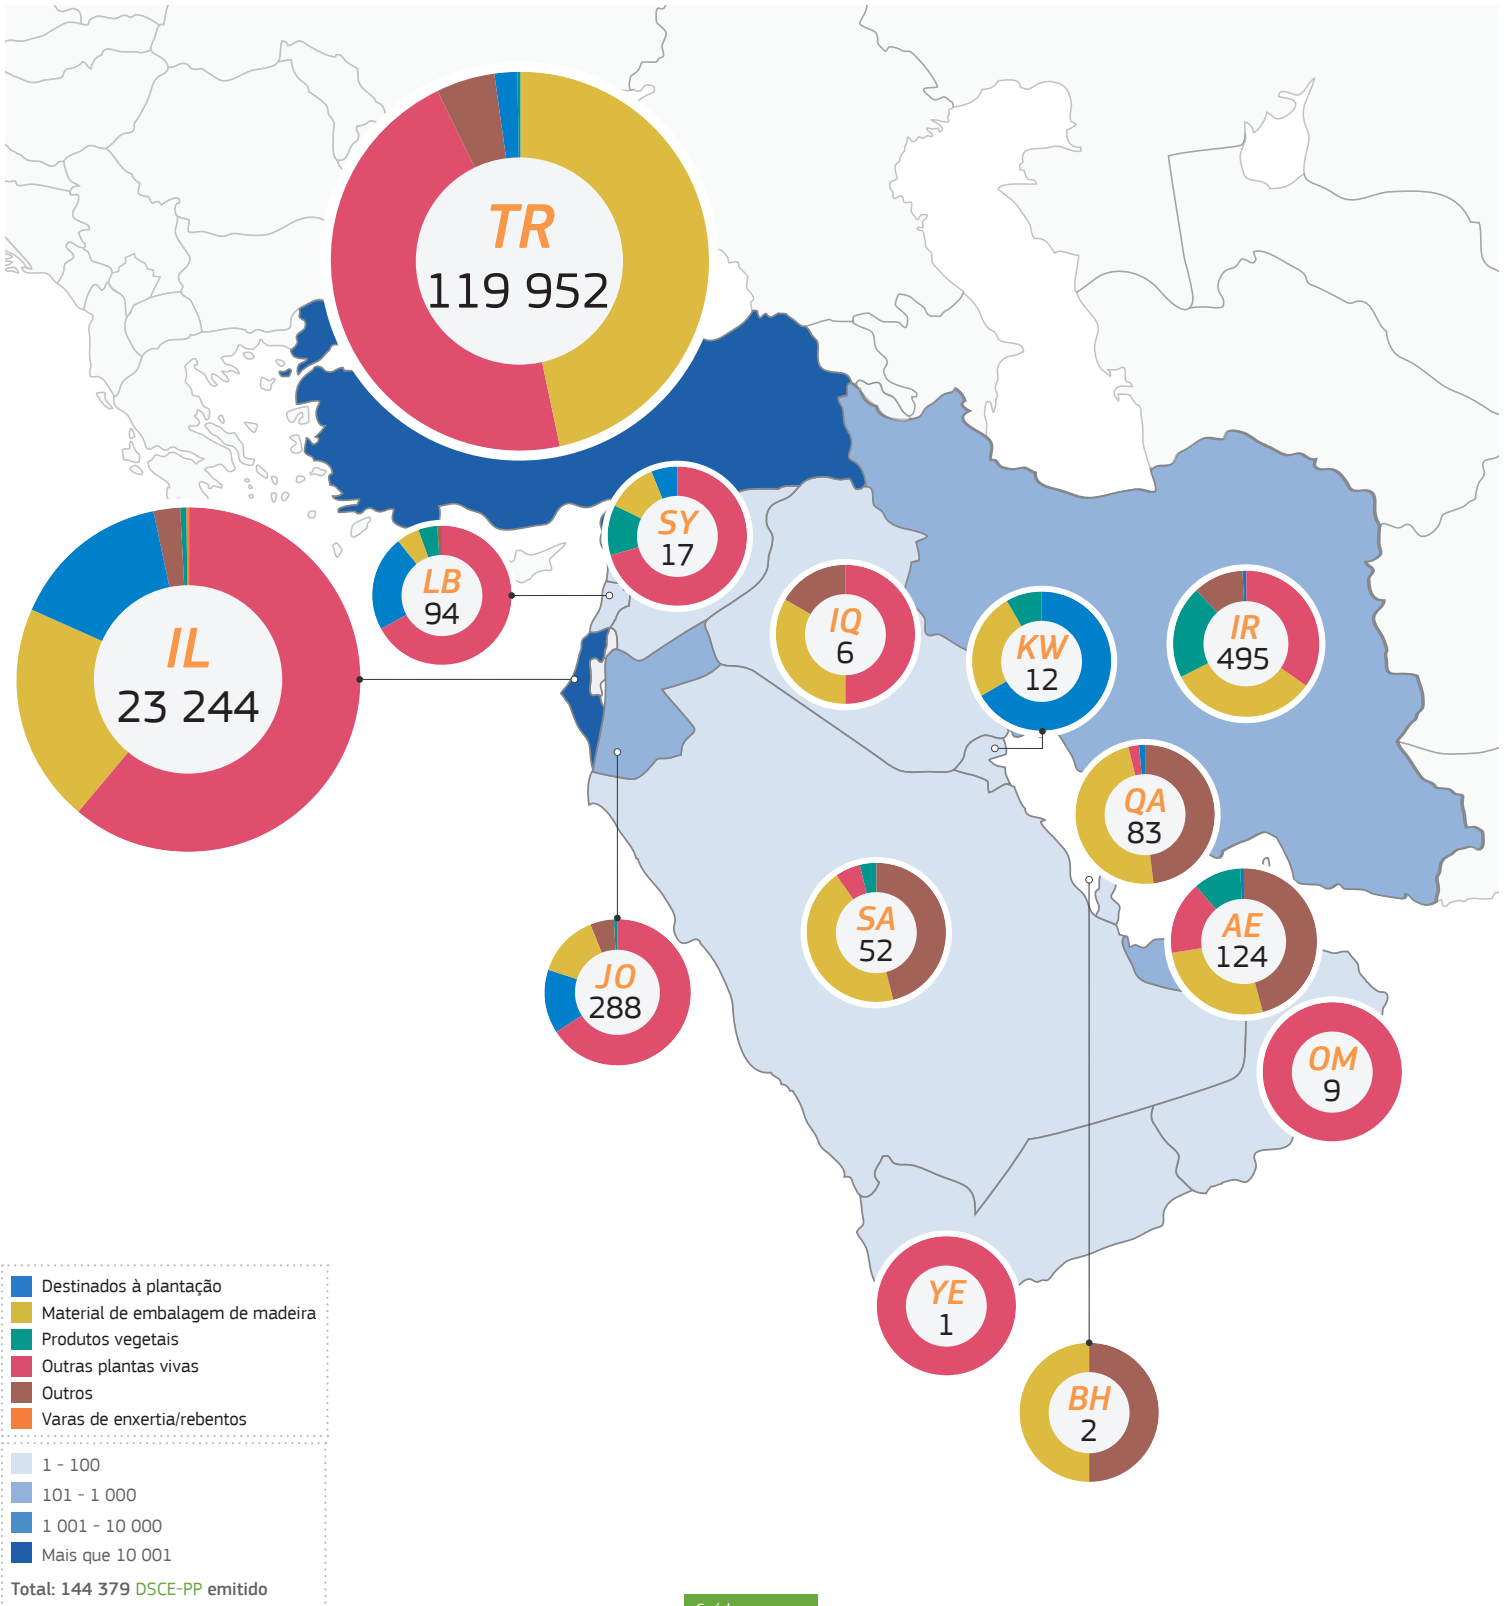 TR
119 952
SY
17
LB
94
IL
23 244
IQ
6
KW
12
IR
495
QA
83
SA
52
AE
124
JO
288
OM
9
YE
1
BH
2
Destinados à plantação
Material de embalagem de madeira
Produtos vegetais
Outras plantas vivas
Outros
Varas de enxertia/rebentos
1 - 100
101 - 1 000
1 001 - 10 000
Mais que 10 001
Total: 144 379 DSCE-PP emitido